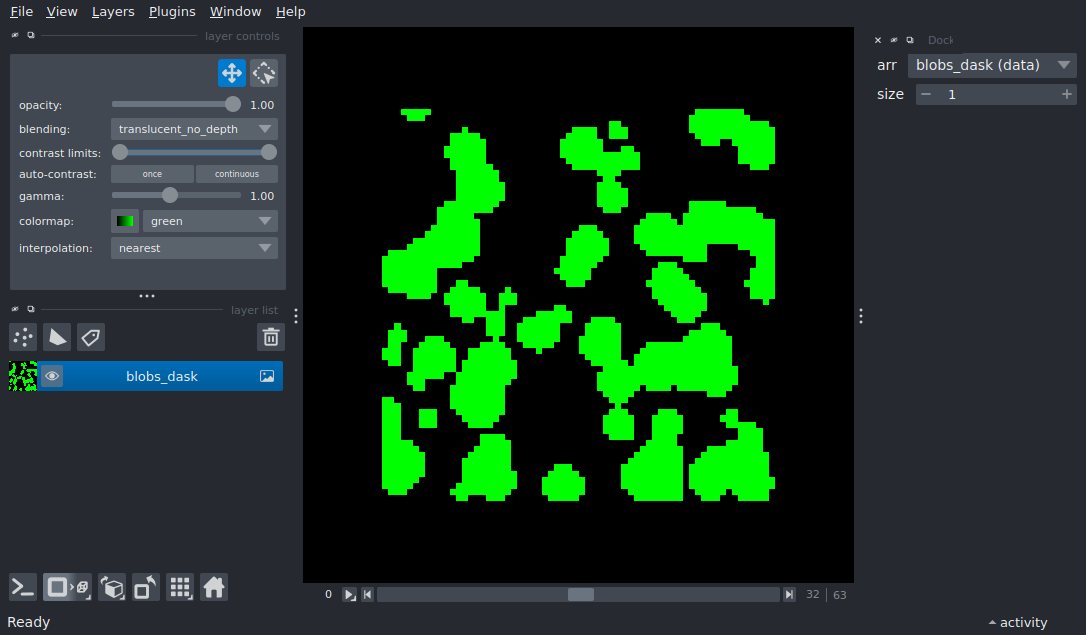 File View Layers Plugins Window Help
layer controls
opacity: 1.00
blending: translucent_no_depth
contrast limits:
auto-contrast: once continuous
gamma: 1.00
colormap: green
interpolation: nearest
layer list
blobs_dask
Dock
arr blobs_dask (data)
size 1
0 32 63
Ready
activity